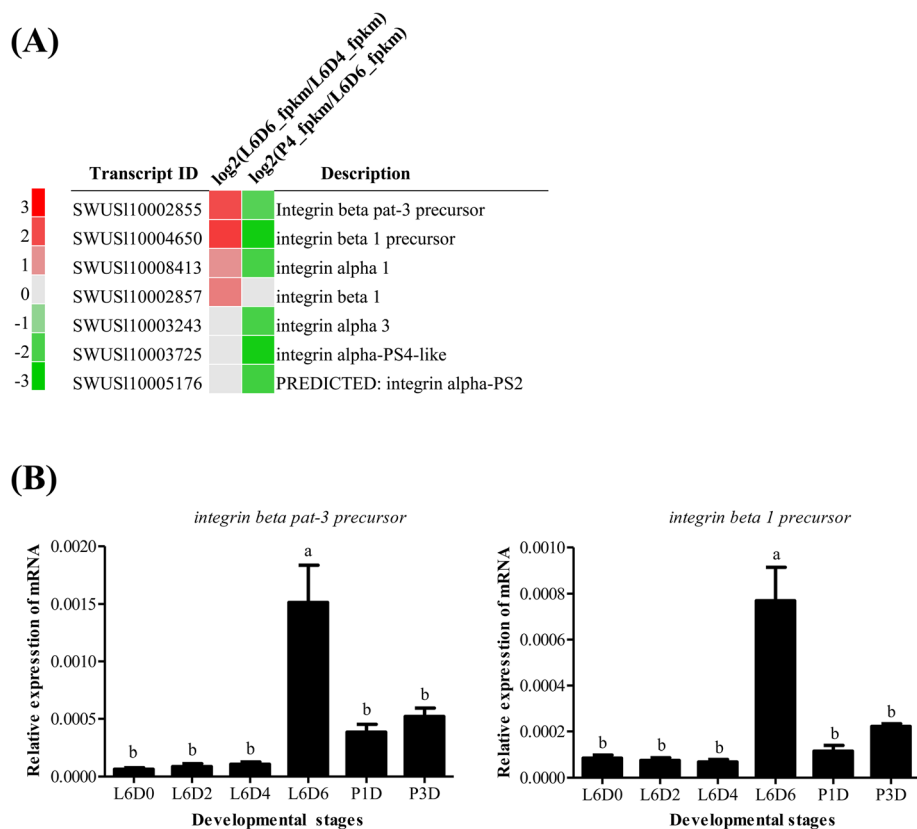 (A)
log2(L6D6_fpkm/L6D4_fpkm)
log2(P4_fpkm/L6D6_fpkm)
Transcript ID Description
3 SWUSl10002855 Integrin beta pat-3 precursor
2 SWUSl10004650 integrin beta 1 precursor
1 SWUSl10008413 integrin alpha 1
0 SWUSl10002857 integrin beta 1
-1 SWUSl10003243 integrin alpha 3
-2 SWUSl10003725 integrin alpha-PS4-like
-3 SWUSl10005176 PREDICTED: integrin alpha-PS2
(B)
integrin beta pat-3 precursor
Relative expresstion of mRNA
0.0020
0.0015
0.0010
0.0005
0.0000
b b b a b b
L6D0 L6D2 L6D4 L6D6 P1D P3D
Developmental stages
integrin beta 1 precursor
Relative expresstion of mRNA
0.0010
0.0008
0.0006
0.0004
0.0002
0.0000
b b b a b b
L6D0 L6D2 L6D4 L6D6 P1D P3D
Developmental stages